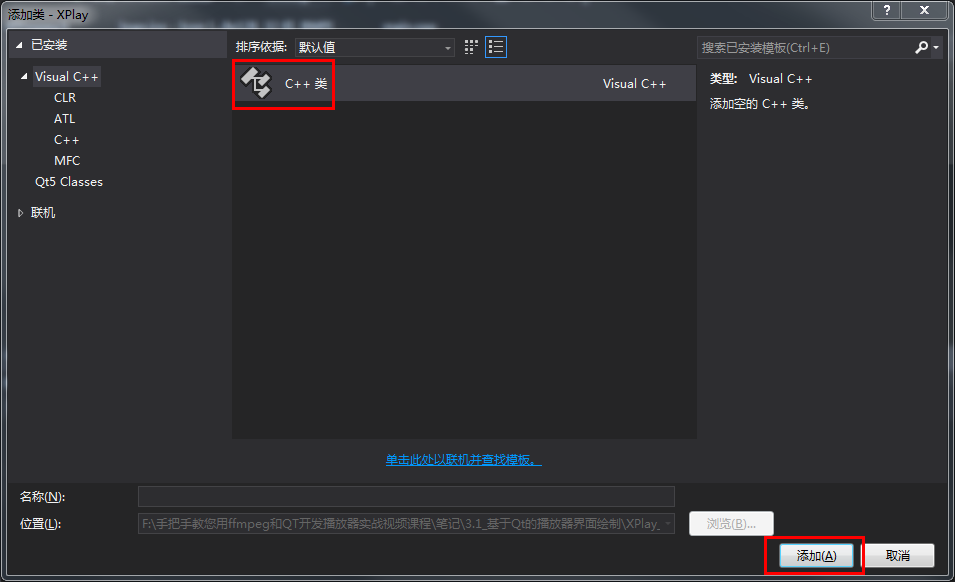 添加类 - XPlay
已安装
排序依据: 默认值
搜索已安装模板(Ctrl+E)
Visual C++
CLR
ATL
C++
MFC
Qt5 Classes
联机
C++ 类
Visual C++
类型: Visual C++
添加空的 C++ 类。
单击此处以联机并查找模板。
名称(N):
位置(L):
F:\手把手教您用ffmpeg和QT开发播放器实战视频课程\笔记\3.1_基于Qt的播放器界面绘制\XPlay_
浏览(B)...
添加(A)
取消